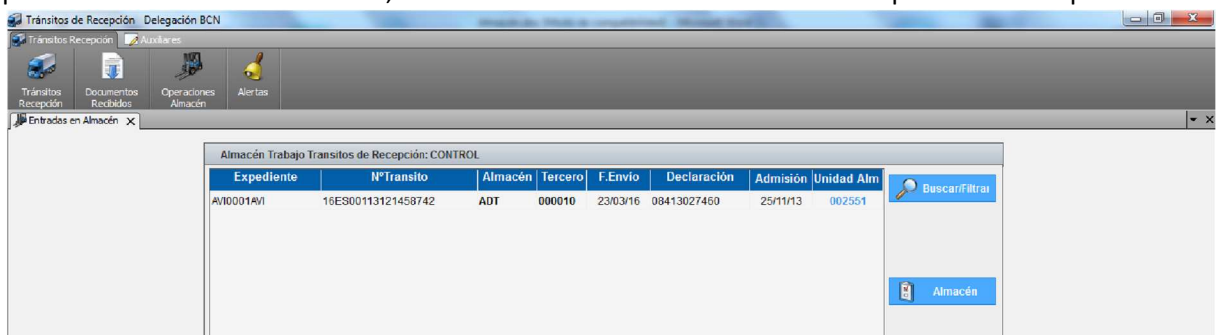 Tránsitos de Recepción Delegación BCN
Tránsitos Recepción Auxiliares
Tránsitos Recepción
Documentos Recibidos
Operaciones Almacén
Alertas
Entradas en Almacén X
Almacén Trabajo Transitos de Recepción: CONTROL
Expediente NºTransito Almacén Tercero F.Envio Declaración Admisión Unidad Alm
AVI0001AVI 16ES00113121458742 ADT 000010 23/03/16 08413027460 25/11/13 002551
Buscar/Filtrar
Almacén